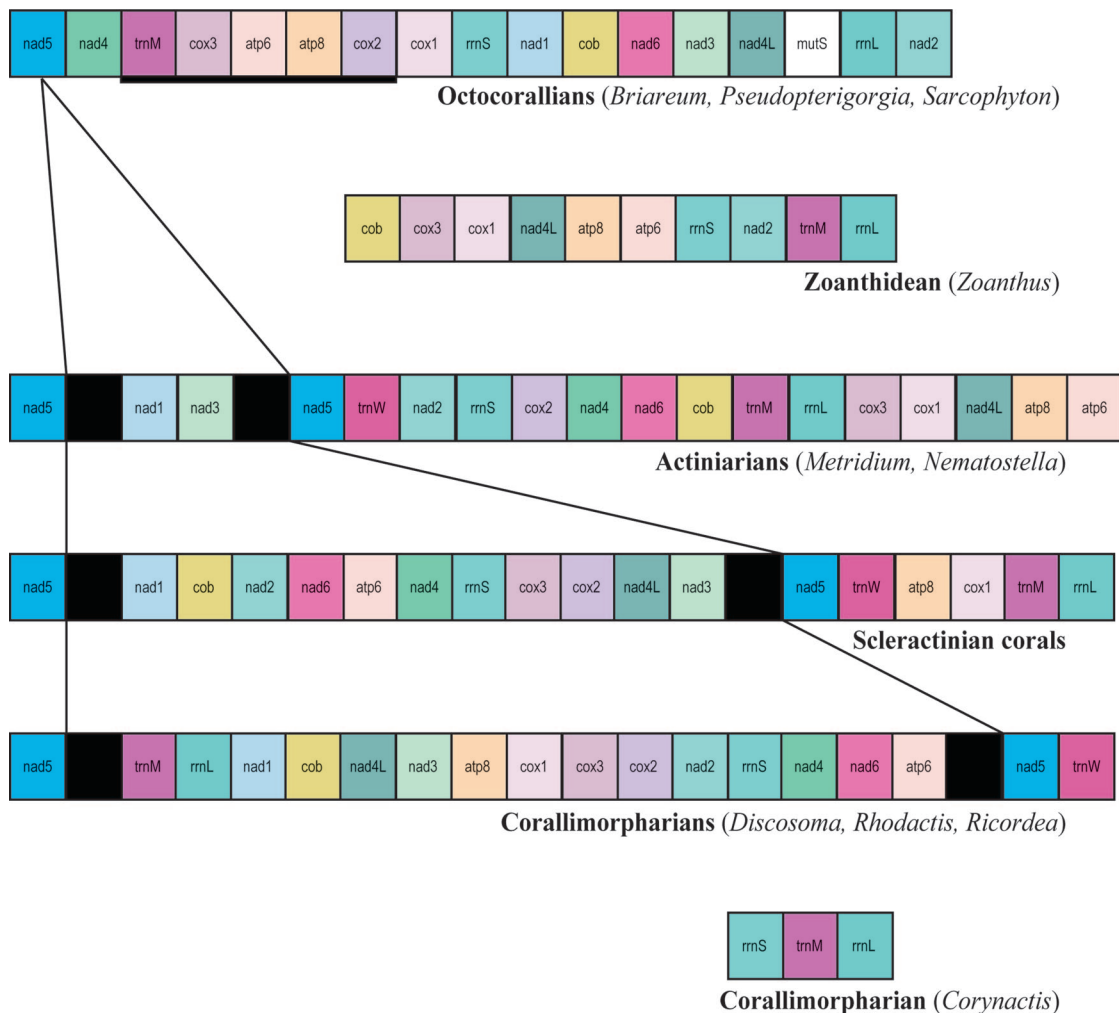 nad5 nad4 trnM cox3 atp6 atp8 cox2 cox1 rrnS nad1 cob nad6 nad3 nad4L mutS rrnL nad2
Octocorallians (Briareum, Pseudopterigorgia, Sarcophyton)
cob cox3 cox1 nad4L atp8 atp6 rrnS nad2 trnM rrnL
Zoanthidean (Zoanthus)
nad5 nad1 nad3 nad5 trnW nad2 rrnS cox2 nad4 nad6 cob trnM rrnL cox3 cox1 nad4L atp8 atp6
Actiniarians (Metridium, Nematostella)
nad5 nad1 cob nad2 nad6 atp6 nad4 rrnS cox3 cox2 nad4L nad3 nad5 trnW atp8 cox1 trnM rrnL
Scleractinian corals
nad5 trnM rrnL nad1 cob nad4L nad3 atp8 cox1 cox3 cox2 nad2 rrnS nad4 nad6 atp6 nad5 trnW
Corallimorpharians (Discosoma, Rhodactis, Ricordea)
rrnS trnM rrnL
Corallimorpharian (Corynactis)